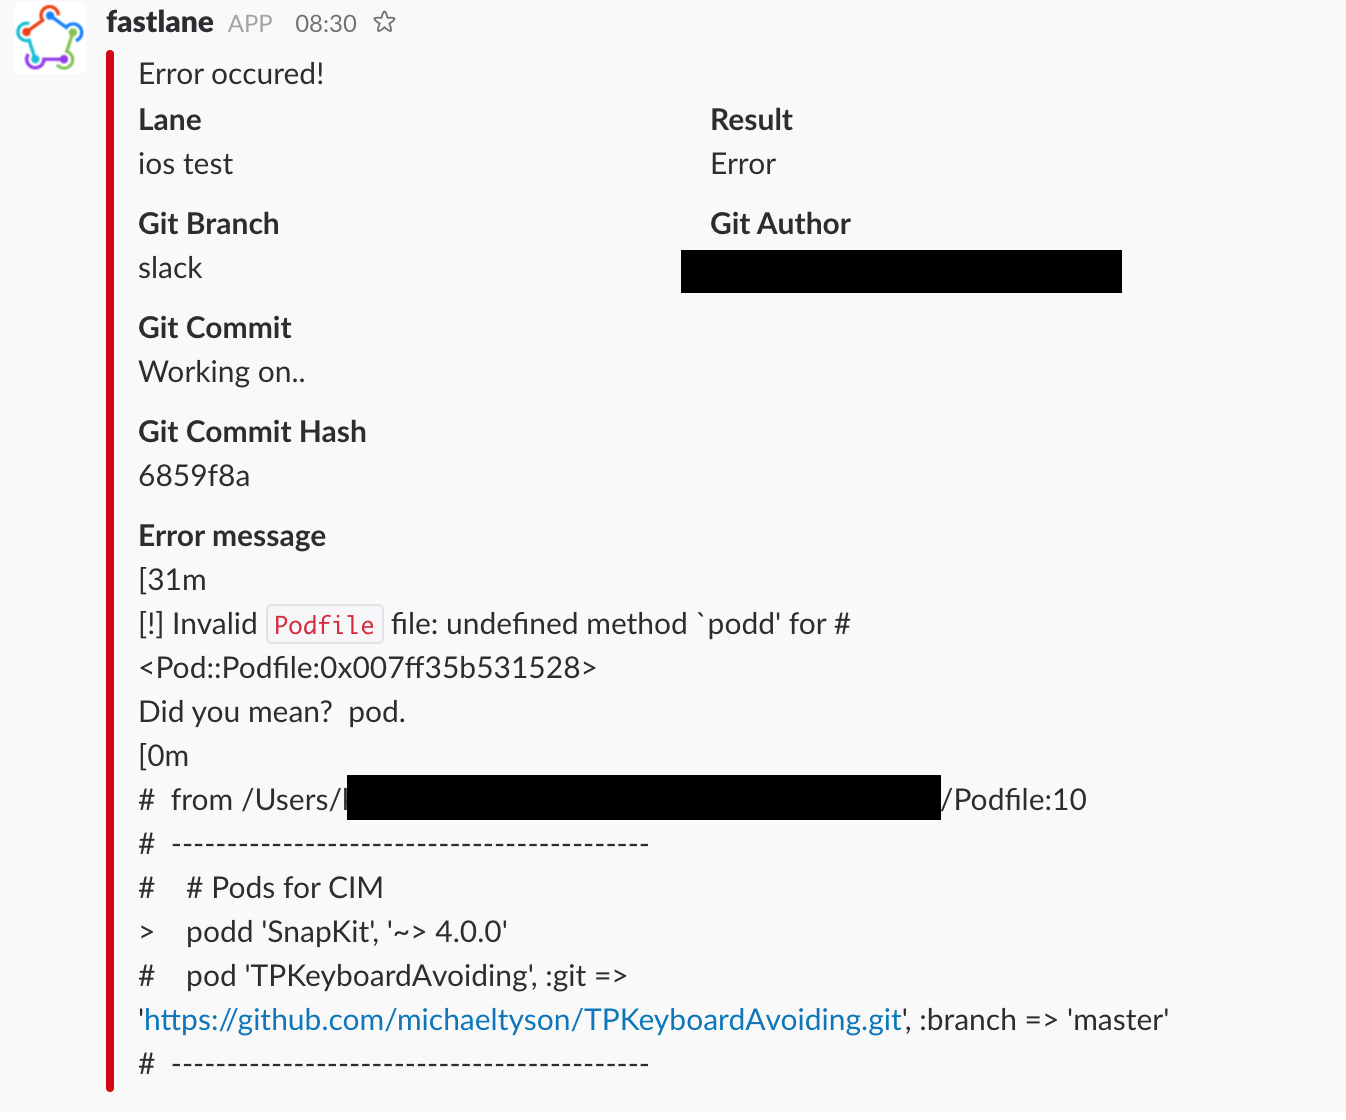 fastlane APP 08:30
Error occured!
Lane Result
ios test Error
Git Branch Git Author
slack
Git Commit
Working on..
Git Commit Hash
6859f8a
Error message
[31m
[!] Invalid Podfile file: undefined method `podd' for #
<Pod::Podfile:0x007ff35b531528>
Did you mean?  pod.
[0m
#  from /Users/ /Podfile:10
#  -------------------------------------------
#    # Pods for CIM
>    podd 'SnapKit', '~> 4.0.0'
#    pod 'TPKeyboardAvoiding', :git =>
'https://github.com/michaeltyson/TPKeyboardAvoiding.git', :branch => 'master'
#  -------------------------------------------